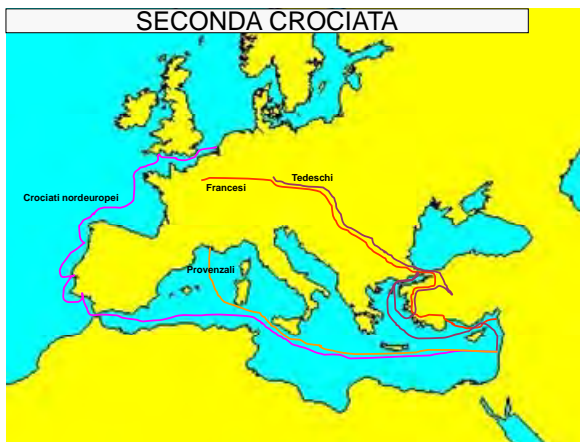 SECONDA CROCIATA
Tedeschi
Francesi
Crociati nordeuropei
Provenzali